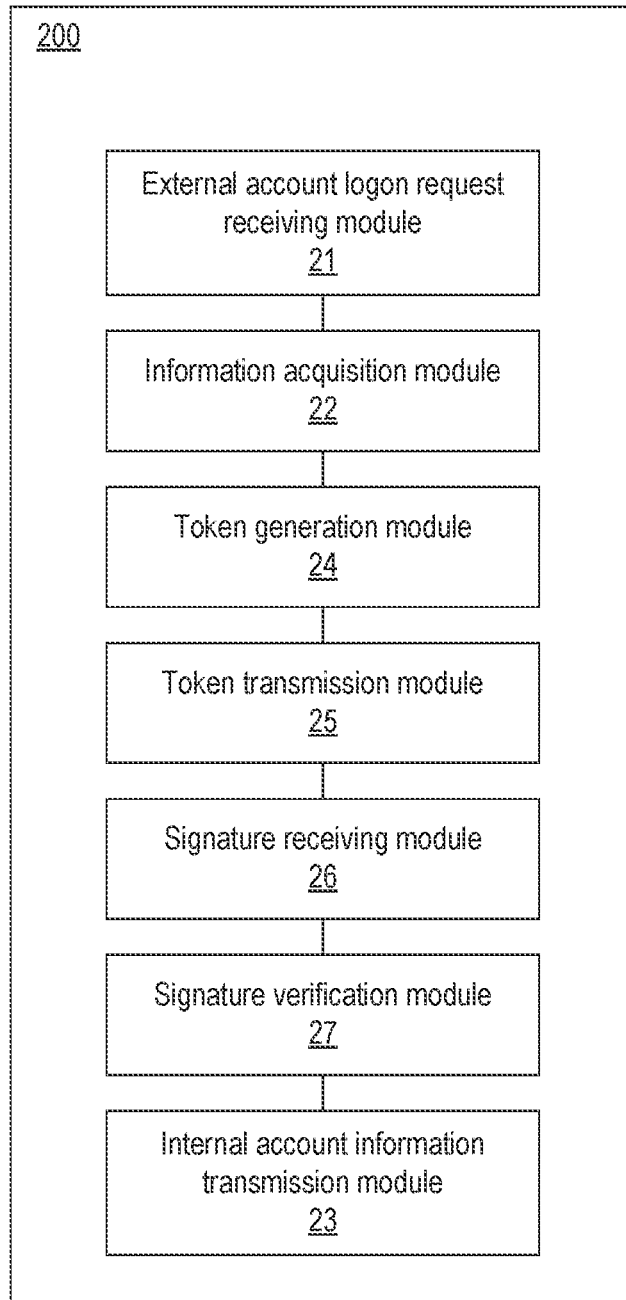 200
External account logon request
receiving module
21
Information acquisition module
22
Token generation module
24
Token transmission module
25
Signature receiving module
26
Signature verification module
27
Internal account information
transmission module
23